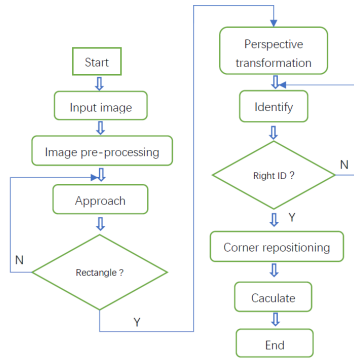 Start
Input image
Image pre-processing
Approach
N
Rectangle ?
Y
Perspective
transformation
Identify
Right ID ?
N
Y
Corner repositioning
Caculate
End